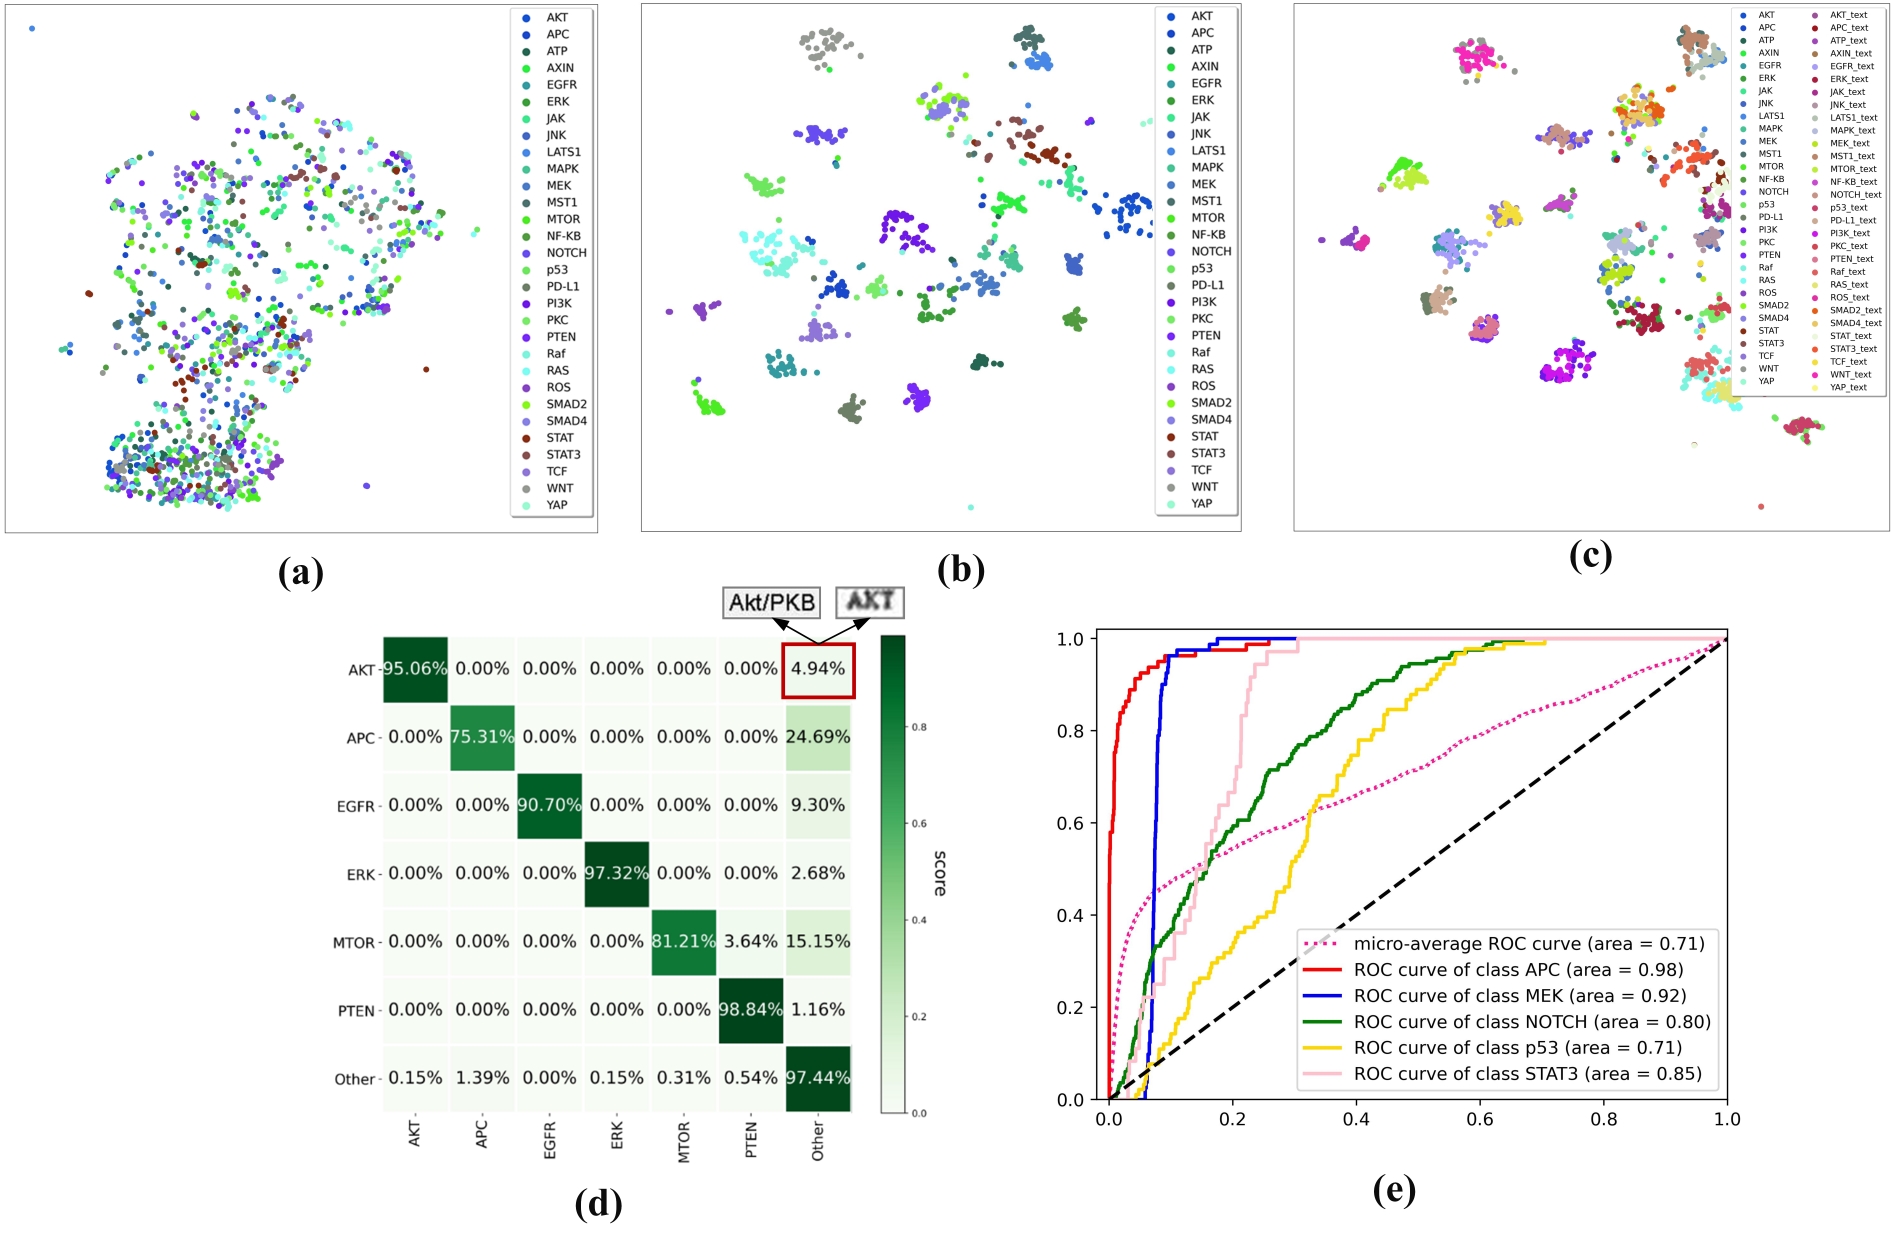 AKT
APC
ATP
AXIN
EGFR
ERK
JAK
JNK
LATS1
MAPK
MEK
MST1
MTOR
NF-KB
NOTCH
p53
PD-L1
PI3K
PKC
PTEN
Raf
RAS
ROS
SMAD2
SMAD4
STAT
STAT3
TCF
WNT
YAP
(a)
AKT
APC
ATP
AXIN
EGFR
ERK
JAK
JNK
LATS1
MAPK
MEK
MST1
MTOR
NF-KB
NOTCH
p53
PD-L1
PI3K
PKC
PTEN
Raf
RAS
ROS
SMAD2
SMAD4
STAT
STAT3
TCF
WNT
YAP
(b)
AKT AKT_text
APC APC_text
ATP ATP_text
AXIN AXIN_text
EGFR EGFR_text
ERK ERK_text
JAK JAK_text
JNK JNK_text
LATS1 LATS1_text
MAPK MAPK_text
MEK MEK_text
MST1 MST1_text
MTOR MTOR_text
NF-KB NF-KB_text
NOTCH NOTCH_text
p53 p53_text
PD-L1 PD-L1_text
PI3K PI3K_text
PKC PKC_text
PTEN PTEN_text
Raf Raf_text
RAS RAS_text
ROS ROS_text
SMAD2 SMAD2_text
SMAD4 SMAD4_text
STAT STAT_text
STAT3 STAT3_text
TCF TCF_text
WNT WNT_text
YAP YAP_text
(c)
Akt/PKB AKT
AKT 95.06% 0.00% 0.00% 0.00% 0.00% 0.00% 4.94%
APC 0.00% 75.31% 0.00% 0.00% 0.00% 0.00% 24.69%
EGFR 0.00% 0.00% 90.70% 0.00% 0.00% 0.00% 9.30%
ERK 0.00% 0.00% 0.00% 97.32% 0.00% 0.00% 2.68%
MTOR 0.00% 0.00% 0.00% 0.00% 81.21% 3.64% 15.15%
PTEN 0.00% 0.00% 0.00% 0.00% 0.00% 98.84% 1.16%
Other 0.15% 1.39% 0.00% 0.15% 0.31% 0.54% 97.44%
AKT APC EGFR ERK MTOR PTEN Other
0.8
0.6
0.4
0.2
0.0
score
(d)
1.0
0.8
0.6
0.4
0.2
0.0
0.0 0.2 0.4 0.6 0.8 1.0
micro-average ROC curve (area = 0.71)
ROC curve of class APC (area = 0.98)
ROC curve of class MEK (area = 0.92)
ROC curve of class NOTCH (area = 0.80)
ROC curve of class p53 (area = 0.71)
ROC curve of class STAT3 (area = 0.85)
(e)